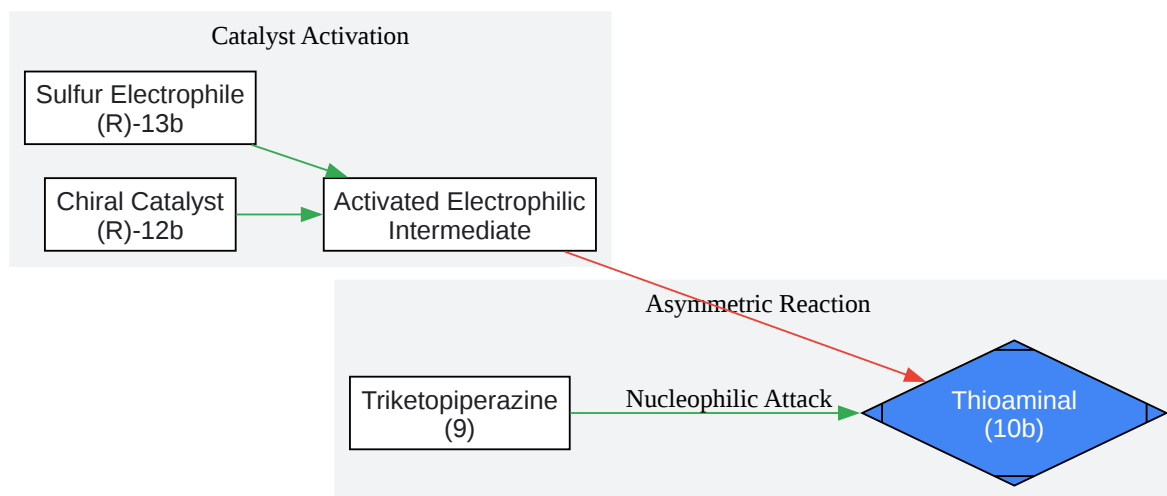 Catalyst Activation
Sulfur Electrophile
(R)-13b
Chiral Catalyst
(R)-12b
Activated Electrophilic
Intermediate
Asymmetric Reaction
Triketopiperazine
(9)
Nucleophilic Attack
Thioaminal
(10b)